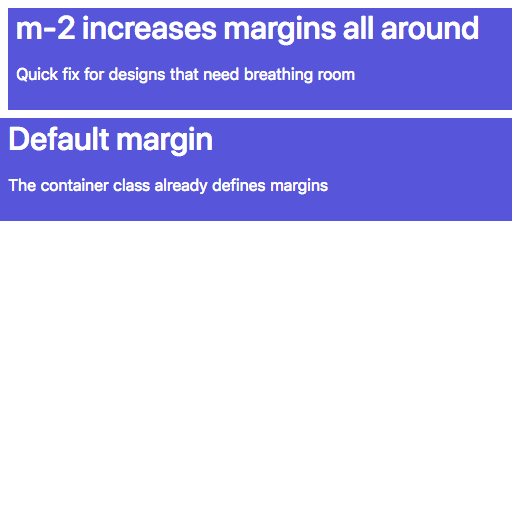 m-2 increases margins all around
Quick fix for designs that need breathing room
Default margin
The container class already defines margins